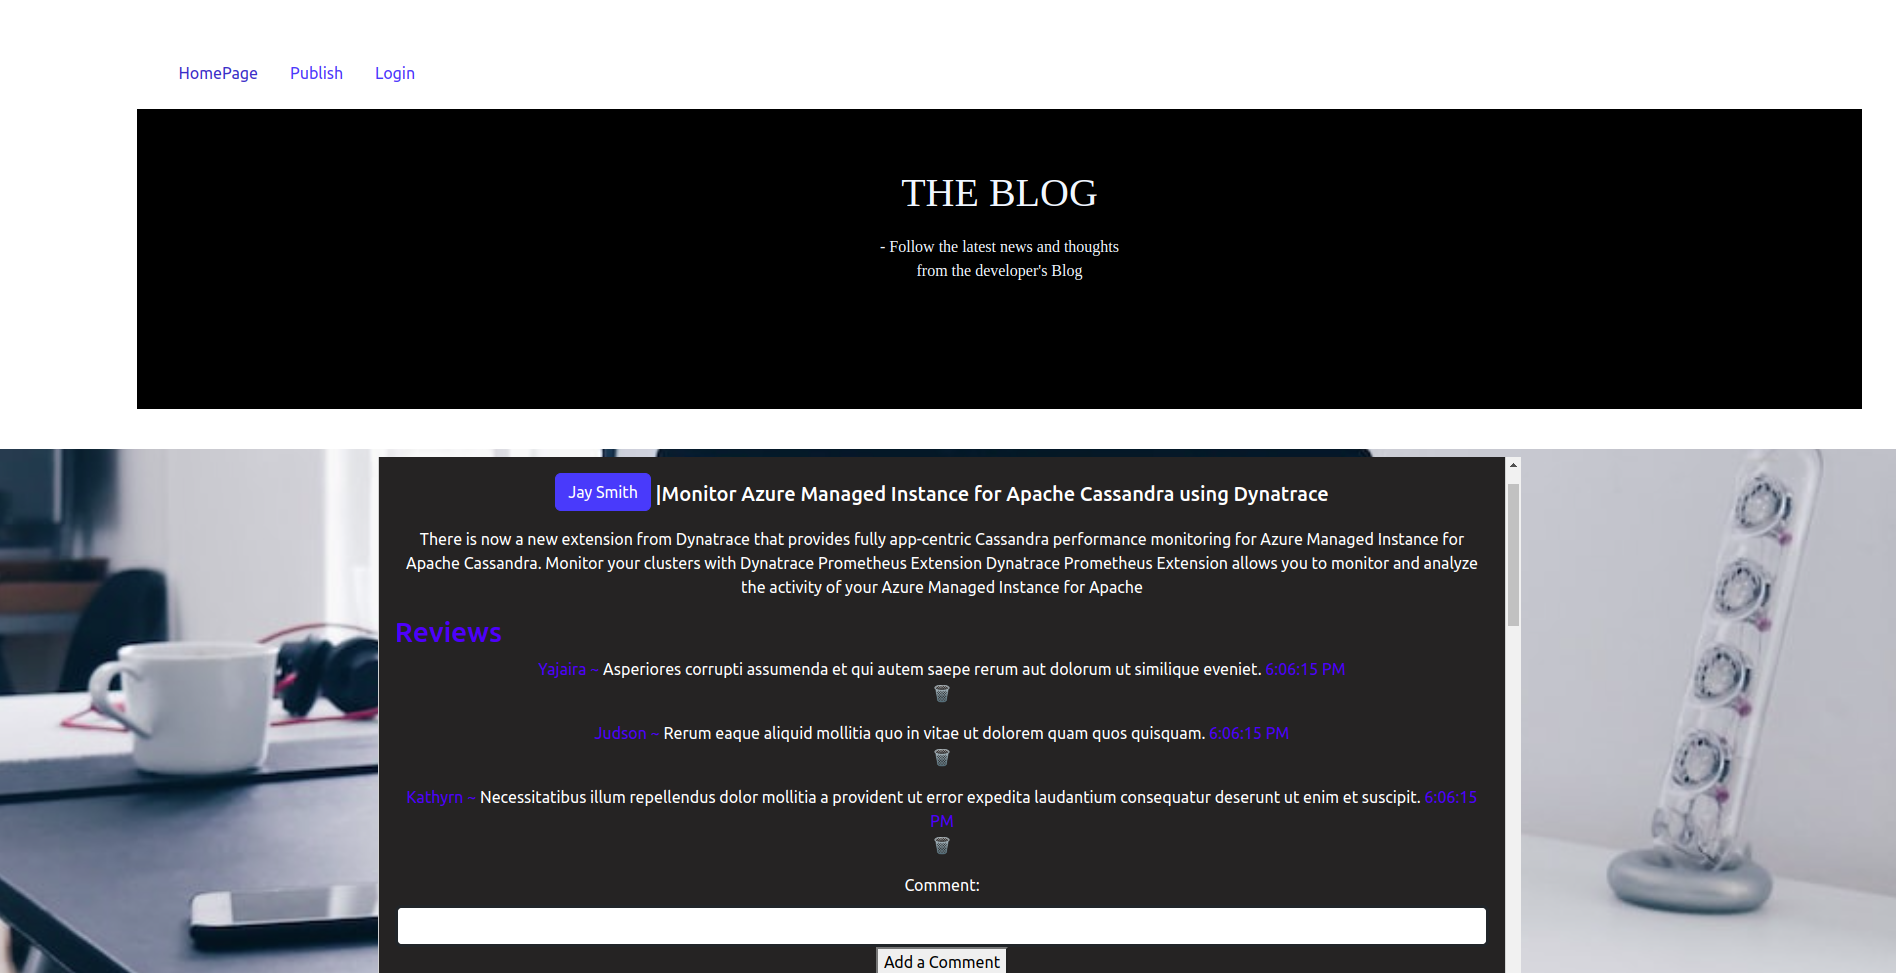 HomePage Publish Login
THE BLOG
- Follow the latest news and thoughts
from the developer's Blog
Jay Smith |Monitor Azure Managed Instance for Apache Cassandra using Dynatrace
There is now a new extension from Dynatrace that provides fully app-centric Cassandra performance monitoring for Azure Managed Instance for
Apache Cassandra. Monitor your clusters with Dynatrace Prometheus Extension Dynatrace Prometheus Extension allows you to monitor and analyze
the activity of your Azure Managed Instance for Apache
Reviews
Yajaira ~ Asperiores corrupti assumenda et qui autem saepe rerum aut dolorum ut similique eveniet. 6:06:15 PM
Judson ~ Rerum eaque aliquid mollitia quo in vitae ut dolorem quam quos quisquam. 6:06:15 PM
Kathyrn ~ Necessitatibus illum repellendus dolor mollitia a provident ut error expedita laudantium consequatur deserunt ut enim et suscipit. 6:06:15
PM
Comment:
Add a Comment